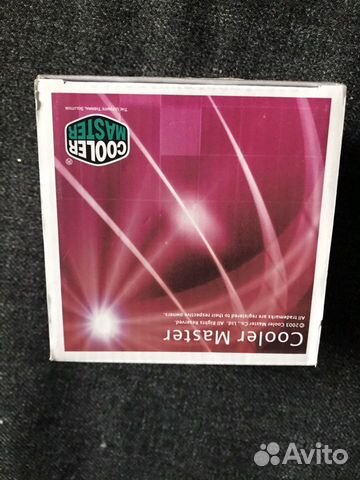 Cooler Master
© 2003 Cooler Master Co., Ltd. All Rights Reserved.
All trademarks are registered to their respective owners.
COOLER
MASTER
®
The Ultimate Thermal Solution
Avito